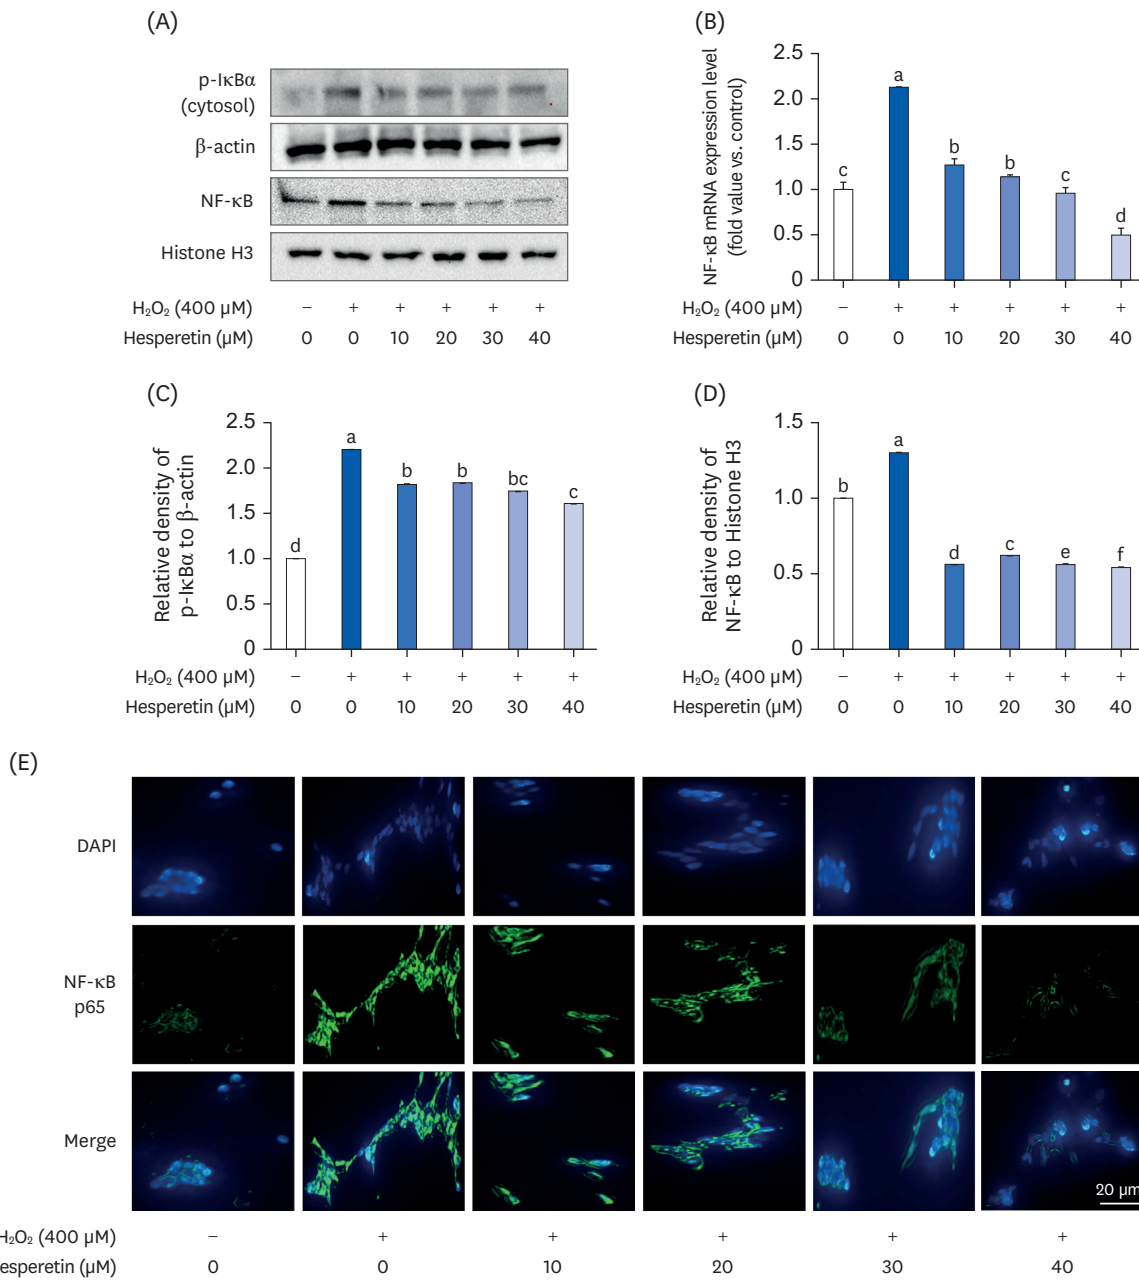 (A)
p-IκBα
(cytosol)
β-actin
NF-κB
Histone H3
H₂O₂ (400 μM) – + + + + +
Hesperetin (μM) 0 0 10 20 30 40
(B)
NF-κB mRNA expression level
(fold value vs. control)
2.5
2.0
1.5
1.0
0.5
0
c a b b c d
H₂O₂ (400 μM) – + + + + +
Hesperetin (μM) 0 0 10 20 30 40
(C)
Relative density of
p-IκBα to β-actin
2.5
2.0
1.5
1.0
0.5
0
d a b b bc c
H₂O₂ (400 μM) – + + + + +
Hesperetin (μM) 0 0 10 20 30 40
(D)
Relative density of
NF-κB to Histone H3
1.5
1.0
0.5
0
b a d c e f
H₂O₂ (400 μM) – + + + + +
Hesperetin (μM) 0 0 10 20 30 40
(E)
DAPI
NF-κB
p65
Merge
20 μm
H₂O₂ (400 μM) – + + + + +
esperetin (μM) 0 0 10 20 30 40